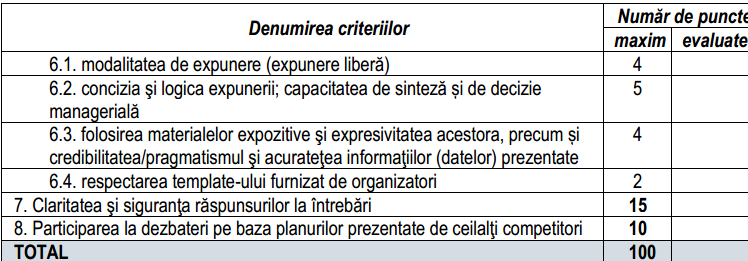 Denumirea criteriilor
Număr de puncte
maxim evaluate
6.1. modalitatea de expunere (expunere liberă) 4
6.2. concizia şi logica expunerii; capacitatea de sinteză și de decizie
managerială 5
6.3. folosirea materialelor expozitive şi expresivitatea acestora, precum și
credibilitatea/pragmatismul şi acurateţea informaţiilor (datelor) prezentate 4
6.4. respectarea template-ului furnizat de organizatori 2
7. Claritatea şi siguranţa răspunsurilor la întrebări 15
8. Participarea la dezbateri pe baza planurilor prezentate de ceilalţi competitori 10
TOTAL 100